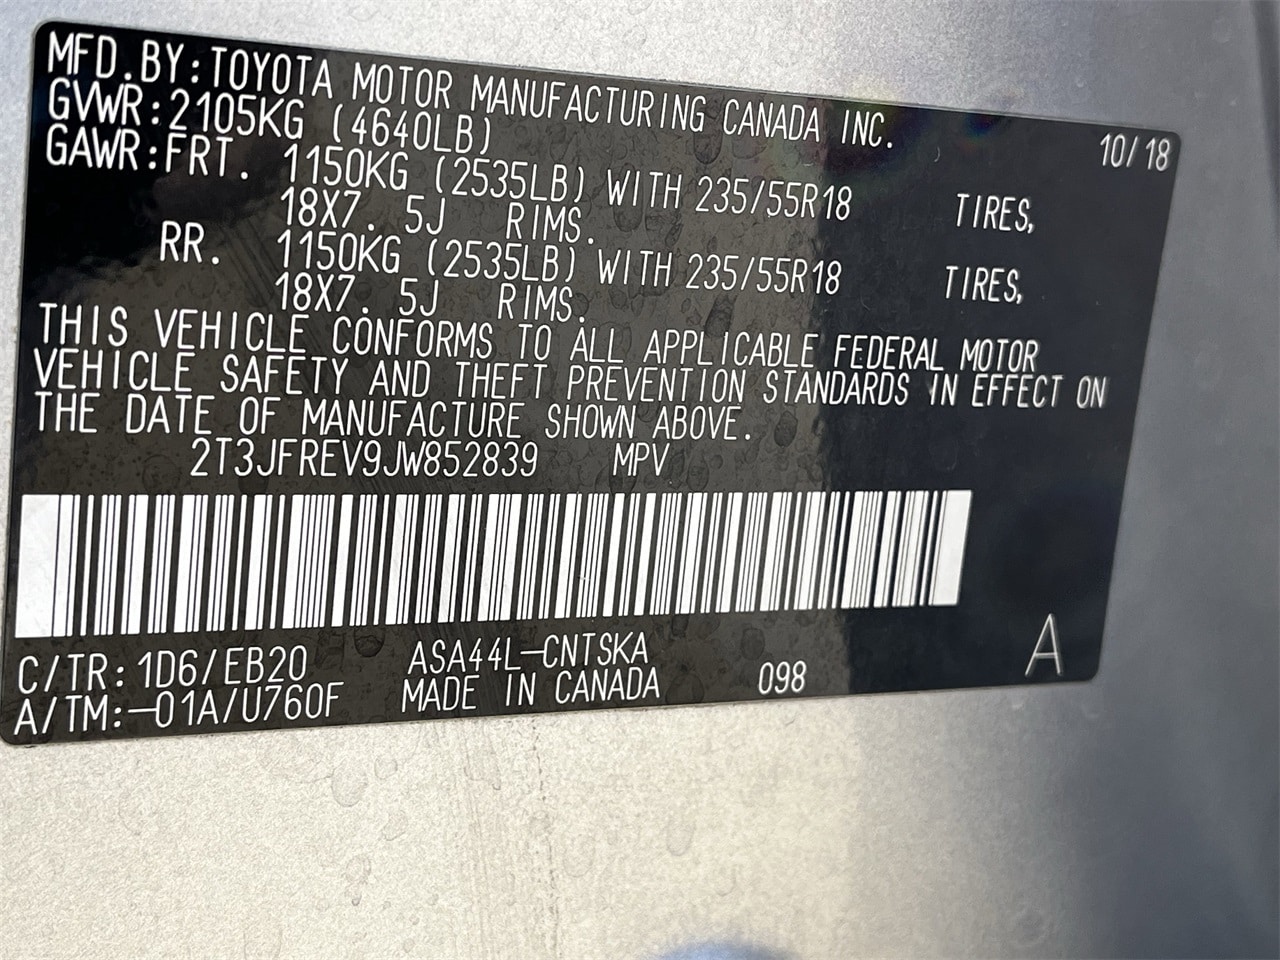 MFD.BY:TOYOTA MOTOR MANUFACTURING CANADA INC. 10/18
GVWR:2105KG (4640LB)
GAWR:FRT. 1150KG (2535LB) WITH 235/55R18 TIRES,
18X7. 5J RIMS.
RR. 1150KG (2535LB) WITH 235/55R18 TIRES,
18X7. 5J RIMS.
THIS VEHICLE CONFORMS TO ALL APPLICABLE FEDERAL MOTOR
VEHICLE SAFETY AND THEFT PREVENTION STANDARDS IN EFFECT ON
THE DATE OF MANUFACTURE SHOWN ABOVE.
2T3JFREV9JW852839 MPV
C/TR:1D6/EB20 ASA44L-CNTSKA
A/TM:-01A/U760F MADE IN CANADA 098 A